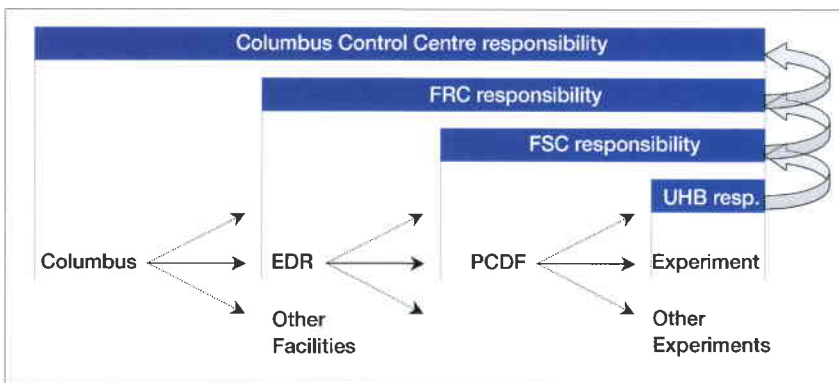 Columbus Control Centre responsibility
FRC responsibility
FSC responsibility
UHB resp.
Columbus
EDR
PCDF
Experiment
Other
Facilities
Other
Experiments